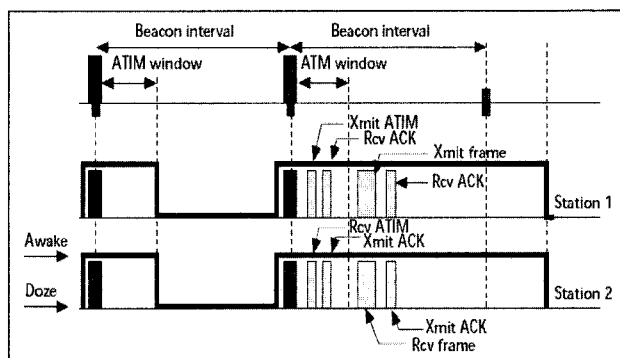 Beacon interval Beacon interval
ATIM window ATM window
Xmit ATIM
Rcv ACK
Xmit frame
Rcv ACK
Station 1
Rcv ATIM
Xmit ACK
Awake
Doze
Station 2
Xmit ACK
Rcv frame